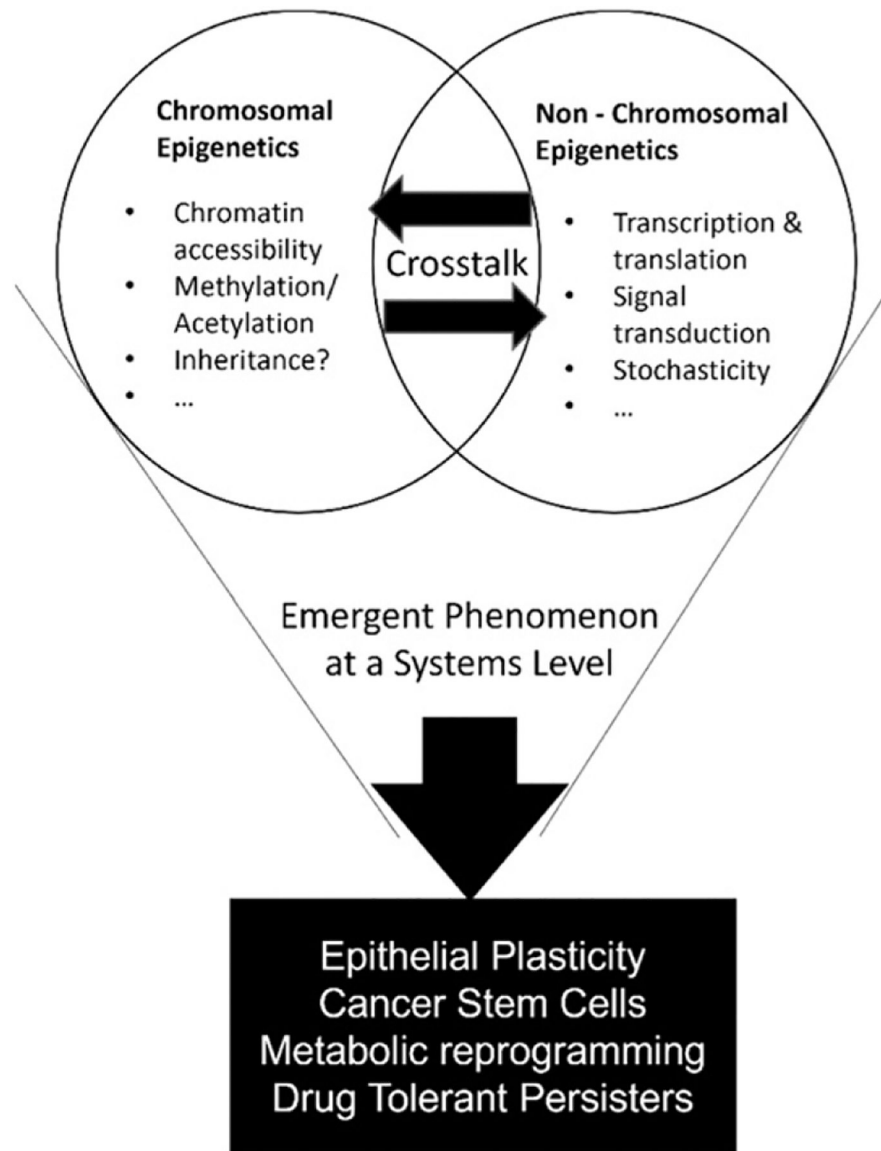 Chromosomal
Epigenetics
• Chromatin
accessibility
• Methylation/
Acetylation
• Inheritance?
• ...
Crosstalk
Non - Chromosomal
Epigenetics
• Transcription &
translation
• Signal
transduction
• Stochasticity
• ...
Emergent Phenomenon
at a Systems Level
Epithelial Plasticity
Cancer Stem Cells
Metabolic reprogramming
Drug Tolerant Persisters